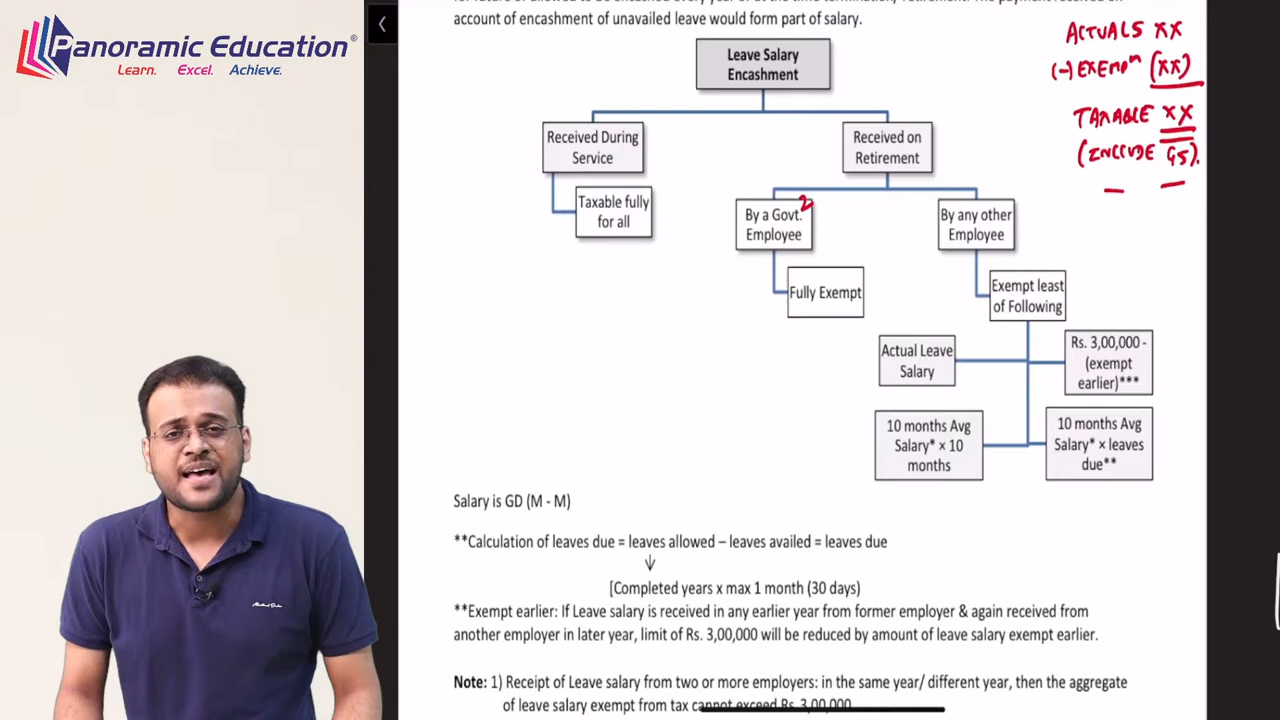 Panoramic Education®
Learn. Excel. Achieve.
account of encashment of unavailed leave would form part of salary.
ACTUALS XX
(-) EXEMPⁿ (XX)
TAXABLE XX
(INCLUDE GS).
Leave Salary
Encashment
Received During
Service
Received on
Retirement
Taxable fully
for all
By a Govt.
Employee
2
By any other
Employee
Fully Exempt
Exempt least
of Following
Actual Leave
Salary
Rs. 3,00,000 -
(exempt
earlier)***
10 months Avg
Salary* × 10
months
10 months Avg
Salary* × leaves
due**
Salary is GD (M - M)
**Calculation of leaves due = leaves allowed – leaves availed = leaves due
[Completed years x max 1 month (30 days)
**Exempt earlier: If Leave salary is received in any earlier year from former employer & again received from
another employer in later year, limit of Rs. 3,00,000 will be reduced by amount of leave salary exempt earlier.
Note: 1) Receipt of Leave salary from two or more employers: in the same year/ different year, then the aggregate
of leave salary exempt from tax cannot exceed Rs. 3,00,000